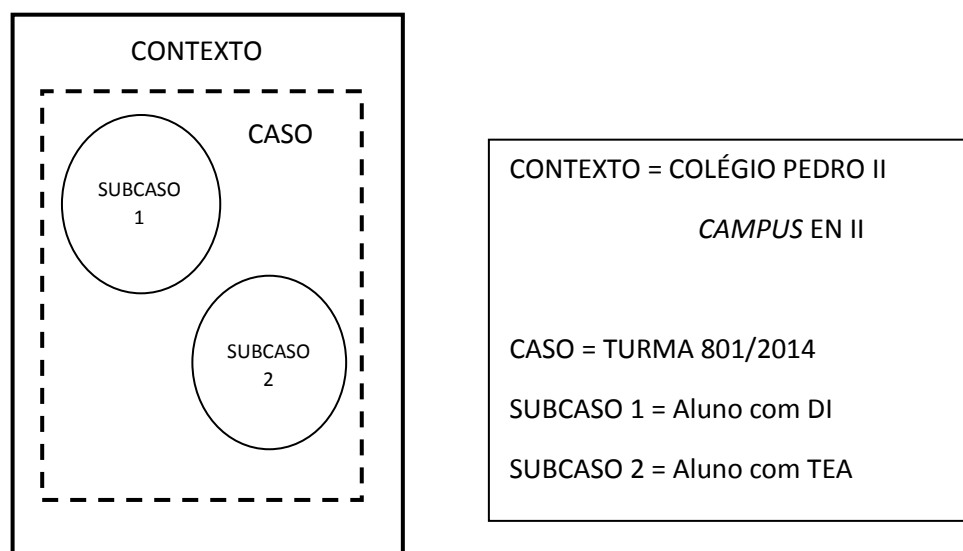 CONTEXTO
CASO
SUBCASO
1
SUBCASO
2
CONTEXTO = COLÉGIO PEDRO II
CAMPUS EN II
CASO = TURMA 801/2014
SUBCASO 1 = Aluno com DI
SUBCASO 2 = Aluno com TEA